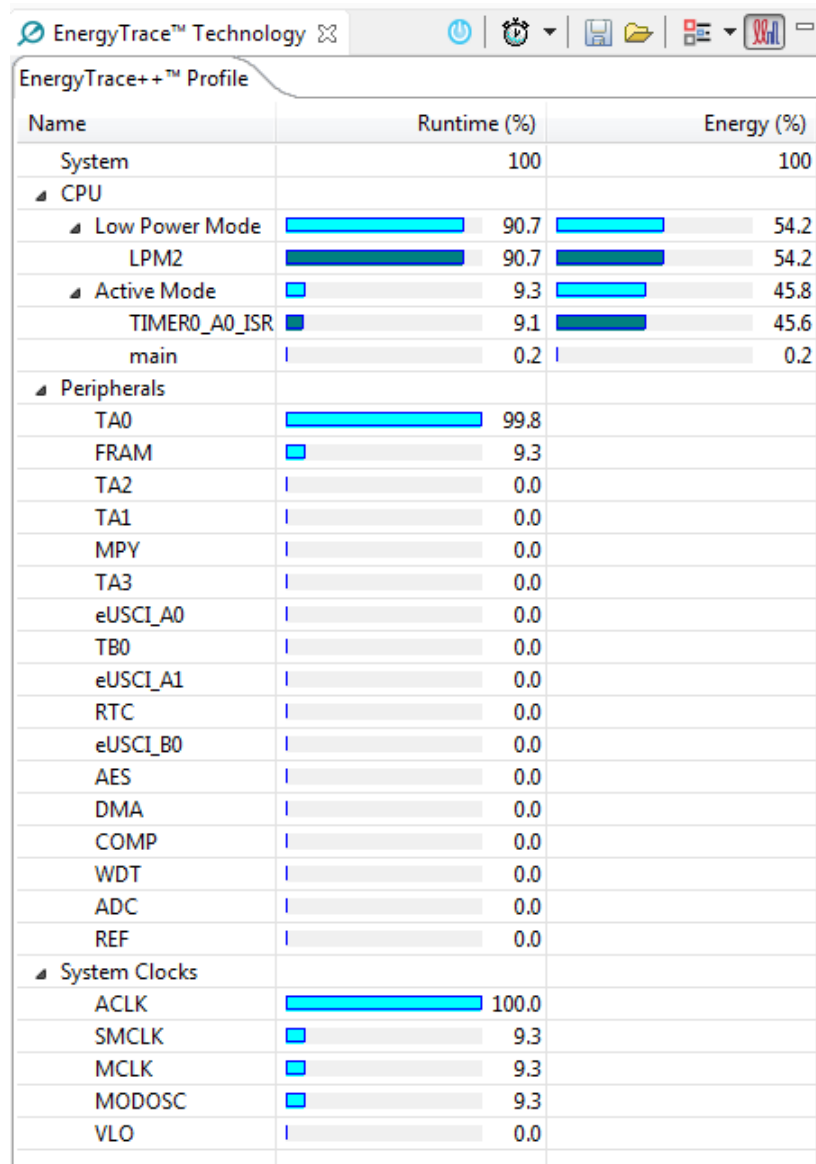 EnergyTrace™ Technology
EnergyTrace++™ Profile
Name Runtime (%) Energy (%)
System 100 100
CPU
Low Power Mode 90.7 54.2
LPM2 90.7 54.2
Active Mode 9.3 45.8
TIMER0_A0_ISR 9.1 45.6
main 0.2 0.2
Peripherals
TA0 99.8
FRAM 9.3
TA2 0.0
TA1 0.0
MPY 0.0
TA3 0.0
eUSCI_A0 0.0
TB0 0.0
eUSCI_A1 0.0
RTC 0.0
eUSCI_B0 0.0
AES 0.0
DMA 0.0
COMP 0.0
WDT 0.0
ADC 0.0
REF 0.0
System Clocks
ACLK 100.0
SMCLK 9.3
MCLK 9.3
MODOSC 9.3
VLO 0.0